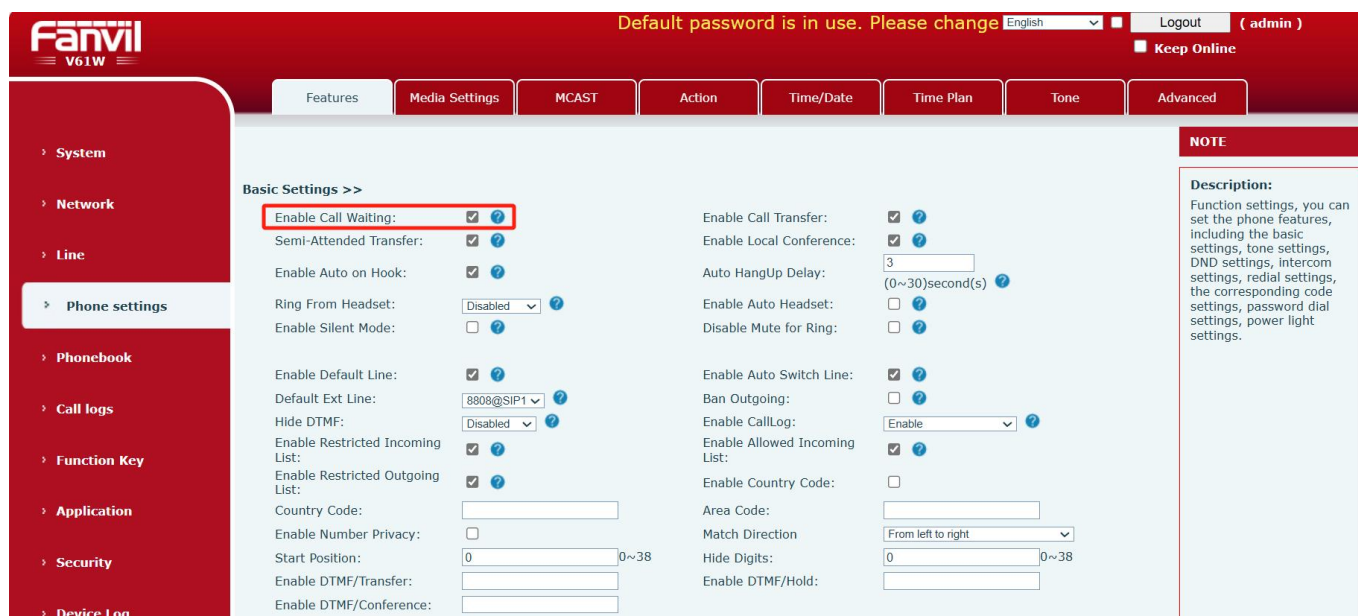 Fanvil
V61W
Default password is in use. Please change English Logout ( admin )
Keep Online
Features Media Settings MCAST Action Time/Date Time Plan Tone Advanced
System
Network
Line
Phone settings
Phonebook
Call logs
Function Key
Application
Security
Device Log
Basic Settings >>
Enable Call Waiting: ? Enable Call Transfer: ?
Semi-Attended Transfer: ? Enable Local Conference: ?
Enable Auto on Hook: ? Auto HangUp Delay: 3
(0~30)second(s) ?
Ring From Headset: Disabled ? Enable Auto Headset: ?
Enable Silent Mode: ? Disable Mute for Ring: ?
Enable Default Line: ? Enable Auto Switch Line: ?
Default Ext Line: 8808@SIP1 ? Ban Outgoing: ?
Hide DTMF: Disabled ? Enable CallLog: Enable ?
Enable Restricted Incoming
List: ? Enable Allowed Incoming
List: ?
Enable Restricted Outgoing
List: ? Enable Country Code:
Country Code: Area Code:
Enable Number Privacy: Match Direction From left to right
Start Position: 0 0~38 Hide Digits: 0 0~38
Enable DTMF/Transfer: Enable DTMF/Hold:
Enable DTMF/Conference:
NOTE
Description:
Function settings, you can
set the phone features,
including the basic
settings, tone settings,
DND settings, intercom
settings, redial settings,
the corresponding code
settings, password dial
settings, power light
settings.